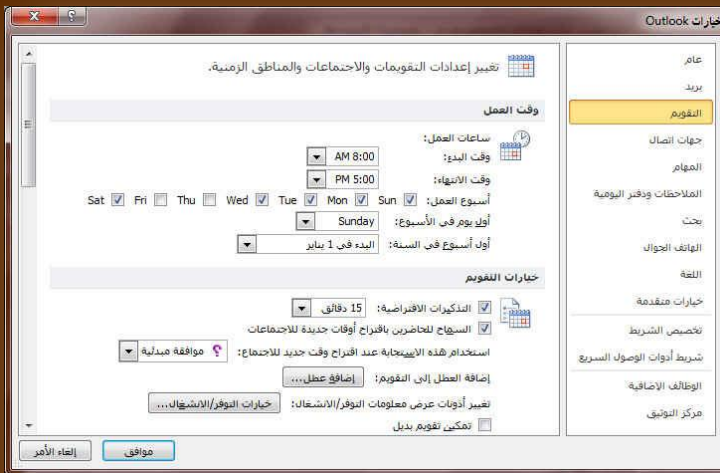 خيارات Outlook
عام
بريد
التقويم
جهات اتصال
المهام
الملاحظات ودفتر اليومية
بحث
الهاتف الجوال
اللغة
خيارات متقدمة
تخصيص الشريط
شريط أدوات الوصول السريع
الوظائف الإضافية
مركز التوثيق
تغيير إعدادات التقويمات والاجتماعات والمناطق الزمنية.
وقت العمل
ساعات العمل:
وقت البدء: 8:00 AM
وقت الانتهاء: 5:00 PM
أسبوع العمل: Sun Mon Tue Wed Thu Fri Sat
أول يوم في الأسبوع: Sunday
أول أسبوع في السنة: البدء في 1 يناير
خيارات التقويم
التذكيرات الافتراضية: 15 دقائق
السماح للحاضرين باقتراح أوقات جديدة للاجتماعات
استخدام هذه الاستجابة عند اقتراح وقت جديد للاجتماع: ? موافقة مبدئية
إضافة العطل إلى التقويم: إضافة عطل...
تغيير أذونات عرض معلومات التوفر/الانشغال: خيارات التوفر/الانشغال...
تمكين تقويم بديل
موافق إلغاء الأمر